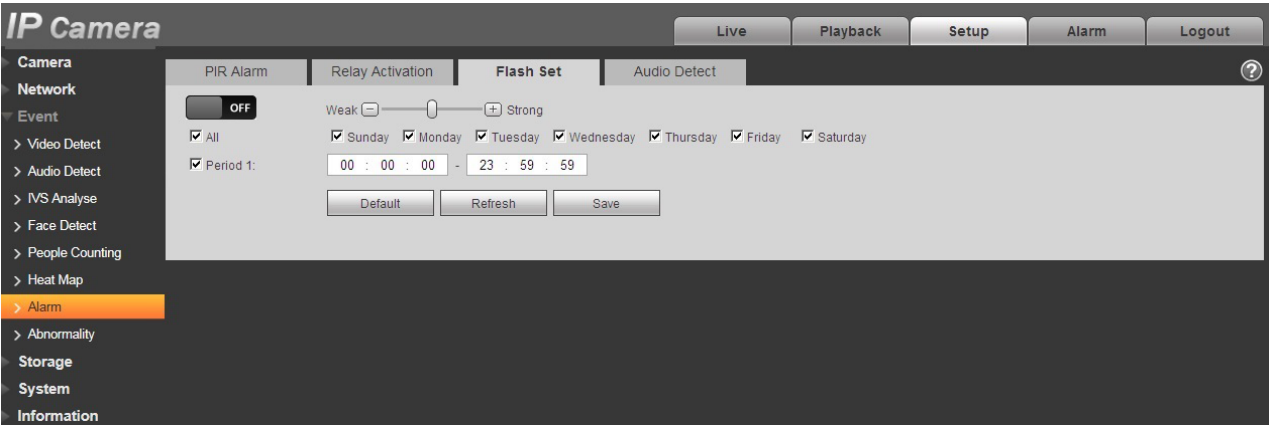 IP Camera
Live Playback Setup Alarm Logout
Camera
Network
Event
> Video Detect
> Audio Detect
> IVS Analyse
> Face Detect
> People Counting
> Heat Map
> Alarm
> Abnormality
Storage
System
Information
PIR Alarm Relay Activation Flash Set Audio Detect
?
OFF Weak - + Strong
All Sunday Monday Tuesday Wednesday Thursday Friday Saturday
Period 1: 00 : 00 : 00 - 23 : 59 : 59
Default Refresh Save